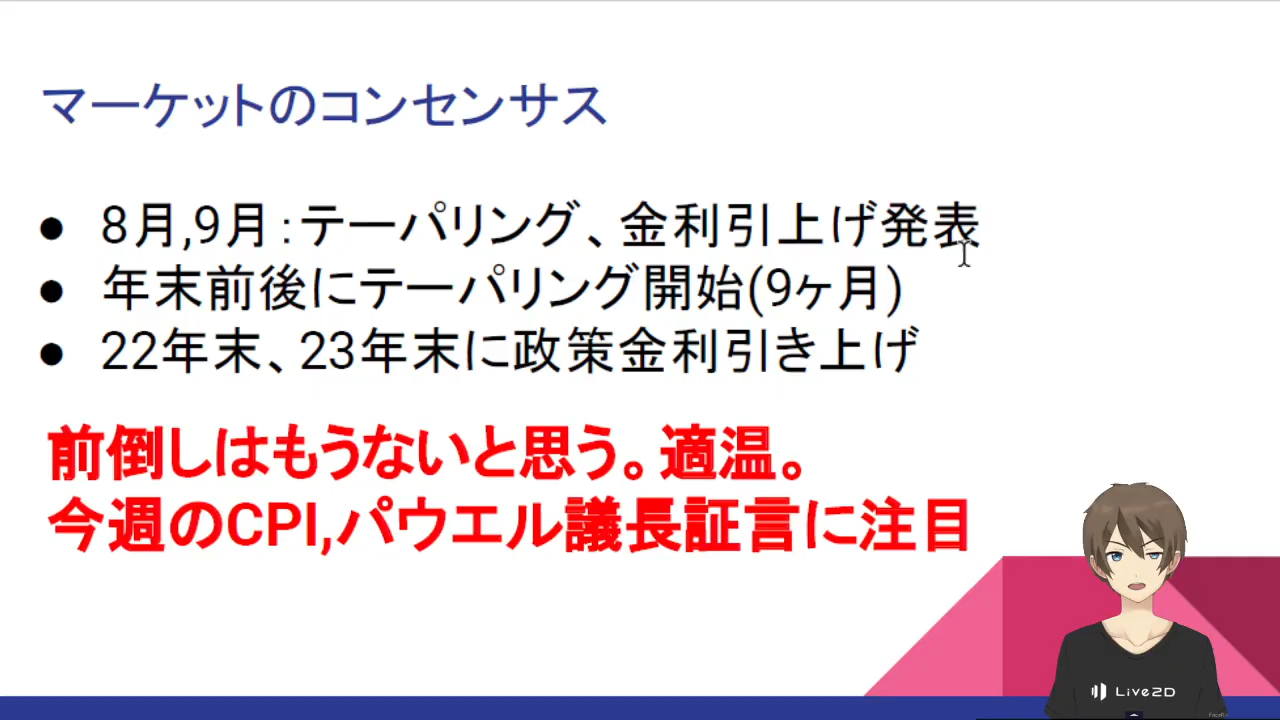 マーケットのコンセンサス
● 8月,9月:テーパリング、金利引上げ発表
● 年末前後にテーパリング開始(9ヶ月)
● 22年末、23年末に政策金利引き上げ
前倒しはもうないと思う。適温。
今週のCPI,パウエル議長証言に注目
Live2D